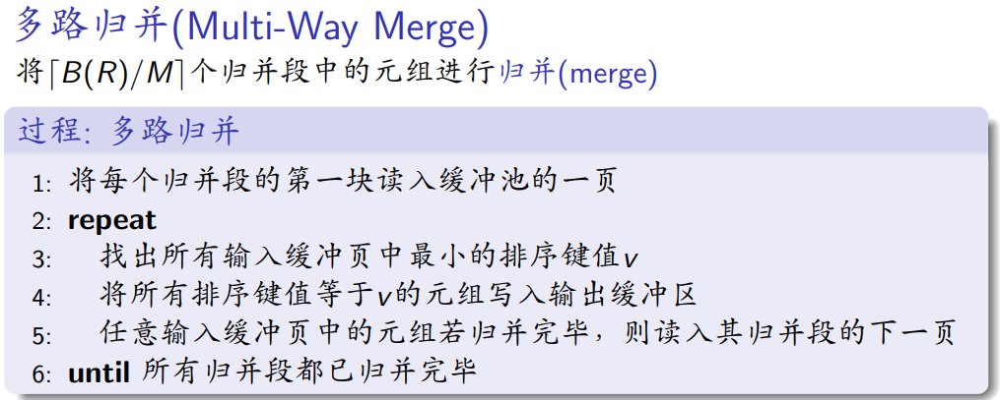 多路归并(Multi-Way Merge)
将⌈B(R)/M⌉个归并段中的元组进行归并(merge)
过程: 多路归并
1: 将每个归并段的第一块读入缓冲池的一页
2: repeat
3: 找出所有输入缓冲页中最小的排序键值v
4: 将所有排序键值等于v的元组写入输出缓冲区
5: 任意输入缓冲页中的元组若归并完毕，则读入其归并段的下一页
6: until 所有归并段都已归并完毕